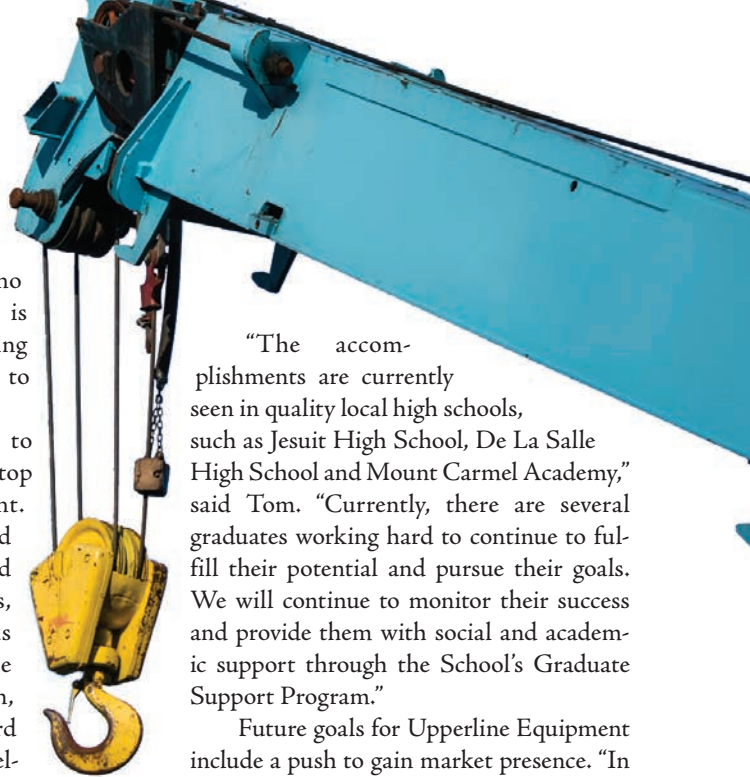 is
to
to
"The accom-
plishments are currently
seen in quality local high schools,
such as Jesuit High School, De La Salle
High School and Mount Carmel Academy,"
said Tom. "Currently, there are several
graduates working hard to continue to ful-
fill their potential and pursue their goals.
We will continue to monitor their success
and provide them with social and academ-
ic support through the School's Graduate
Support Program."
Future goals for Upperline Equipment
include a push to gain market presence. "In